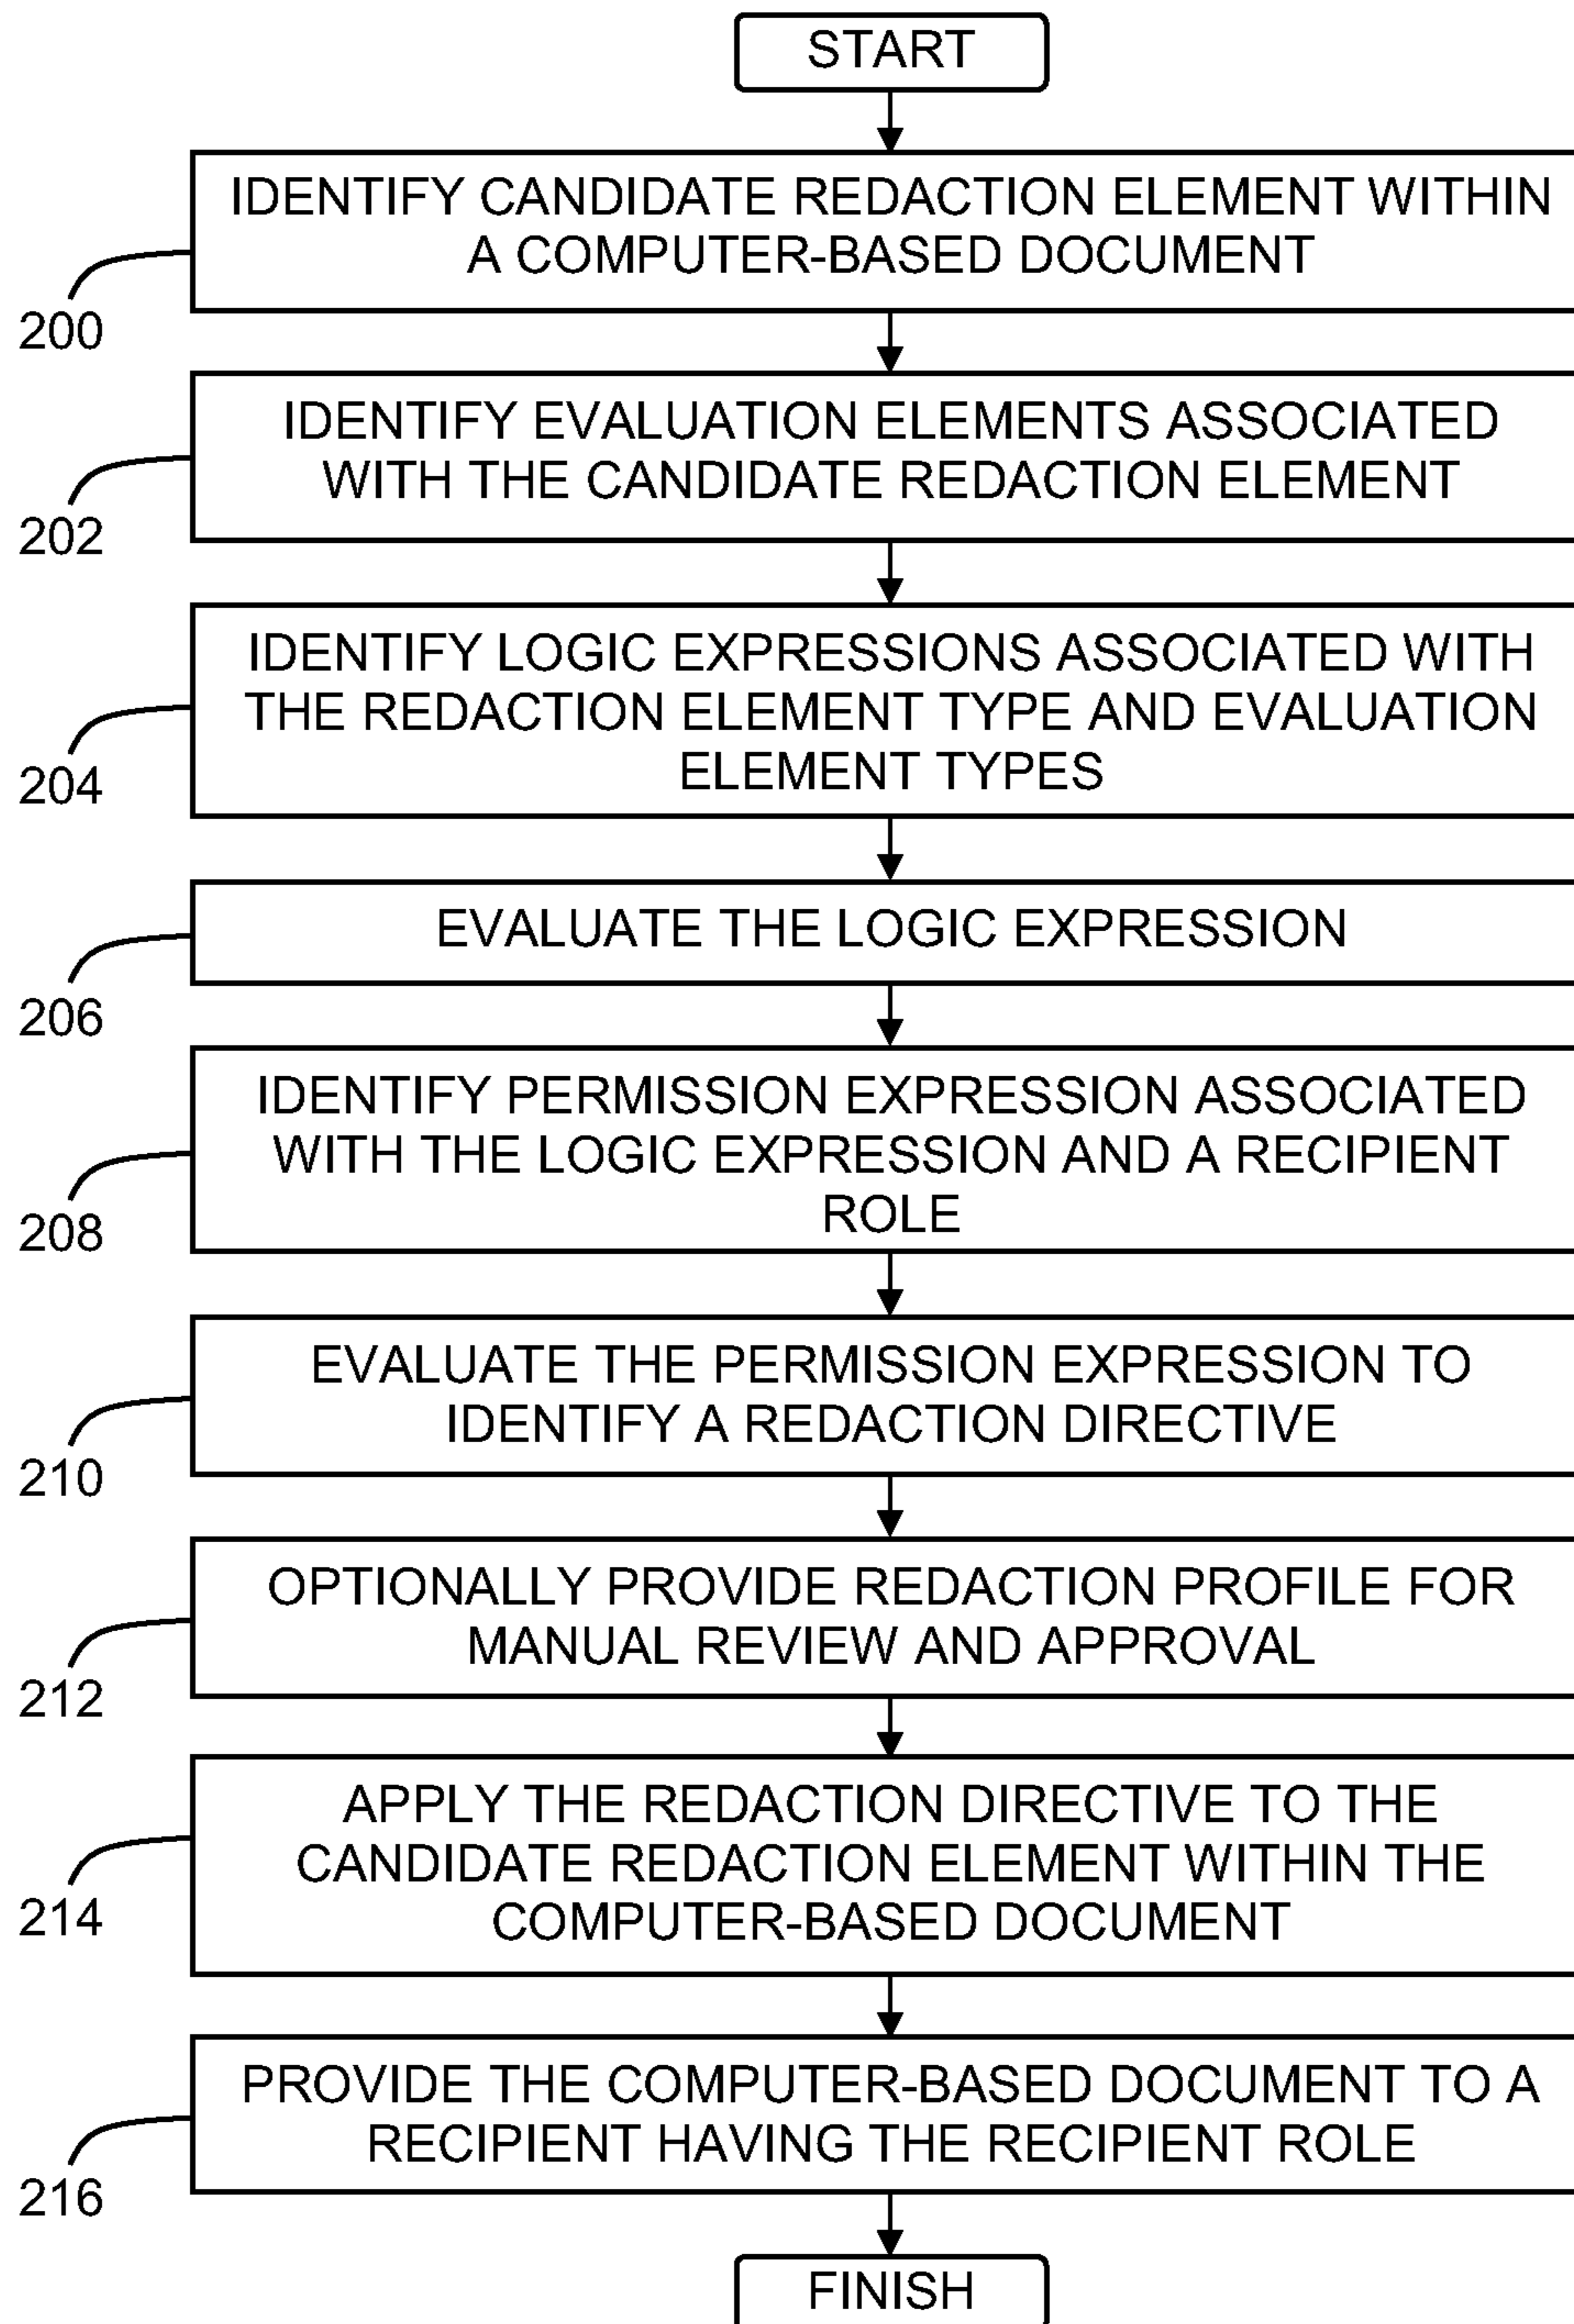 START
IDENTIFY CANDIDATE REDACTION ELEMENT WITHIN
A COMPUTER-BASED DOCUMENT
200
IDENTIFY EVALUATION ELEMENTS ASSOCIATED
WITH THE CANDIDATE REDACTION ELEMENT
202
IDENTIFY LOGIC EXPRESSIONS ASSOCIATED WITH
THE REDACTION ELEMENT TYPE AND EVALUATION
ELEMENT TYPES
204
EVALUATE THE LOGIC EXPRESSION
206
IDENTIFY PERMISSION EXPRESSION ASSOCIATED
WITH THE LOGIC EXPRESSION AND A RECIPIENT
ROLE
208
EVALUATE THE PERMISSION EXPRESSION TO
IDENTIFY A REDACTION DIRECTIVE
210
OPTIONALLY PROVIDE REDACTION PROFILE FOR
MANUAL REVIEW AND APPROVAL
212
APPLY THE REDACTION DIRECTIVE TO THE
CANDIDATE REDACTION ELEMENT WITHIN THE
COMPUTER-BASED DOCUMENT
214
PROVIDE THE COMPUTER-BASED DOCUMENT TO A
RECIPIENT HAVING THE RECIPIENT ROLE
216
FINISH